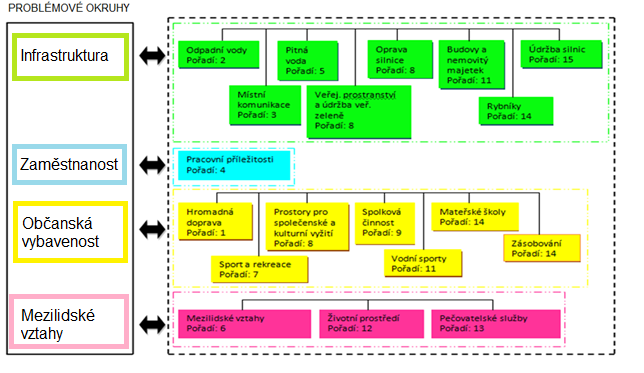 PROBLÉMOVÉ OKRUHY
Infrastruktura
Odpadní vody
Pořadí: 2
Pitná
voda
Pořadí: 5
Oprava
silnice
Pořadí: 8
Budovy a
nemovitý
majetek
Pořadí: 11
Údržba silnic
Pořadí: 15
Místní
komunikace
Pořadí: 3
Veřej. prostranství
a údržba veř.
zeleně
Pořadí: 8
Rybníky
Pořadí: 14
Zaměstnanost
Pracovní příležitosti
Pořadí: 4
Občanská
vybavenost
Hromadná
doprava
Pořadí: 1
Prostory pro
společenské a
kulturní vyžití
Pořadí: 8
Spolková
činnost
Pořadí: 9
Mateřské školy
Pořadí: 14
Zásobování
Pořadí: 14
Sport a rekreace
Pořadí: 7
Vodní sporty
Pořadí: 11
Mezilidské
vztahy
Mezilidské vztahy
Pořadí: 6
Životní prostředí
Pořadí: 12
Pečovatelské služby
Pořadí: 13